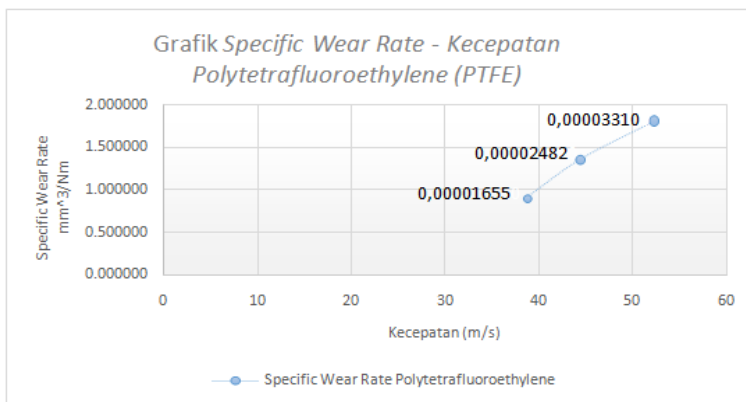 Grafik Specific Wear Rate - Kecepatan
Polytetrafluoroethylene (PTFE)
Specific Wear Rate
mm^3/Nm
2.000000
1.500000
1.000000
0.500000
0.000000
0,00003310
0,00002482
0,00001655
0 10 20 30 40 50 60
Kecepatan (m/s)
Specific Wear Rate Polytetrafluoroethylene